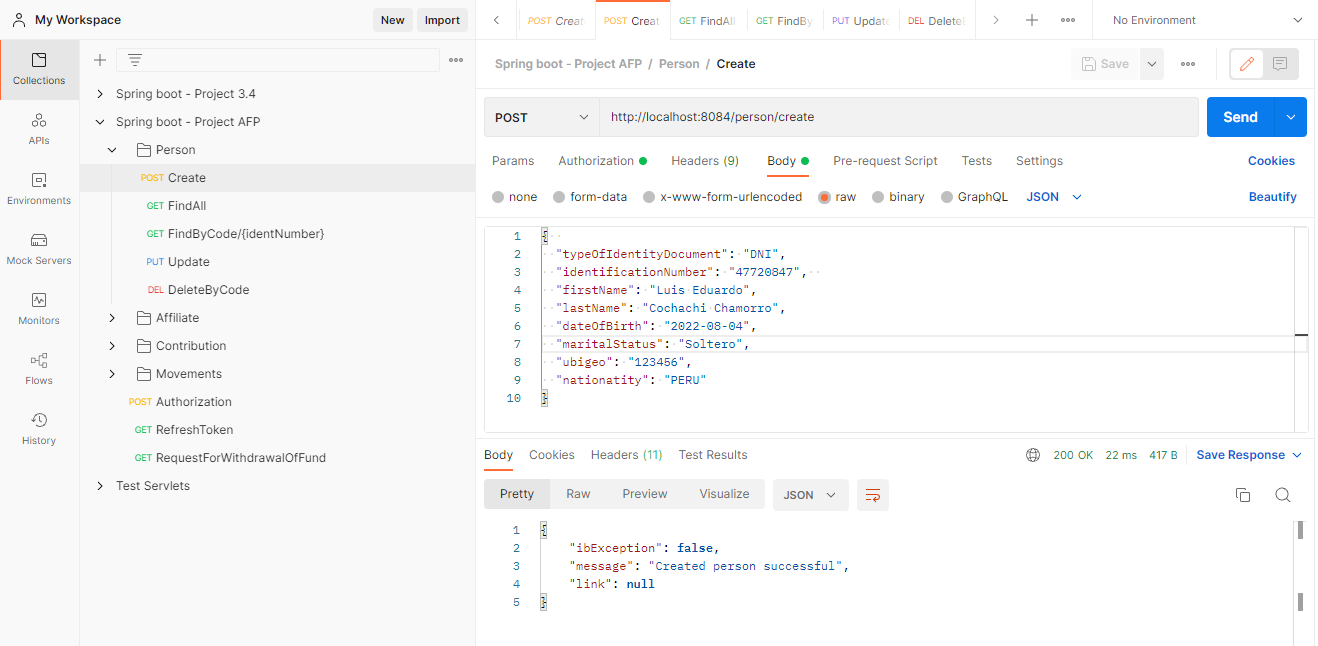 My Workspace
New
Import
POST Creat
POST Creat
GET FindAll
GET FindBy
PUT Update
DEL Delete
No Environment
Collections
APIs
Environments
Mock Servers
Monitors
Flows
History
Spring boot - Project 3.4
Spring boot - Project AFP
Person
POST Create
GET FindAll
GET FindByCode/{identNumber}
PUT Update
DEL DeleteByCode
Affiliate
Contribution
Movements
POST Authorization
GET RefreshToken
GET RequestForWithdrawalOfFund
Test Servlets
Spring boot - Project AFP / Person / Create
Save
POST
http://localhost:8084/person/create
Send
Params Authorization Headers (9) Body Pre-request Script Tests Settings Cookies
none form-data x-www-form-urlencoded raw binary GraphQL JSON Beautify
1 {
2 "typeOfIdentityDocument": "DNI",
3 "identificationNumber": "47720847",
4 "firstName": "Luis Eduardo",
5 "lastName": "Cochachi Chamorro",
6 "dateOfBirth": "2022-08-04",
7 "maritalStatus": "Soltero",
8 "ubigeo": "123456",
9 "nationatity": "PERU"
10 }
Body Cookies Headers (11) Test Results 200 OK 22 ms 417 B Save Response
Pretty Raw Preview Visualize JSON
1 {
2 "ibException": false,
3 "message": "Created person successful",
4 "link": null
5 }